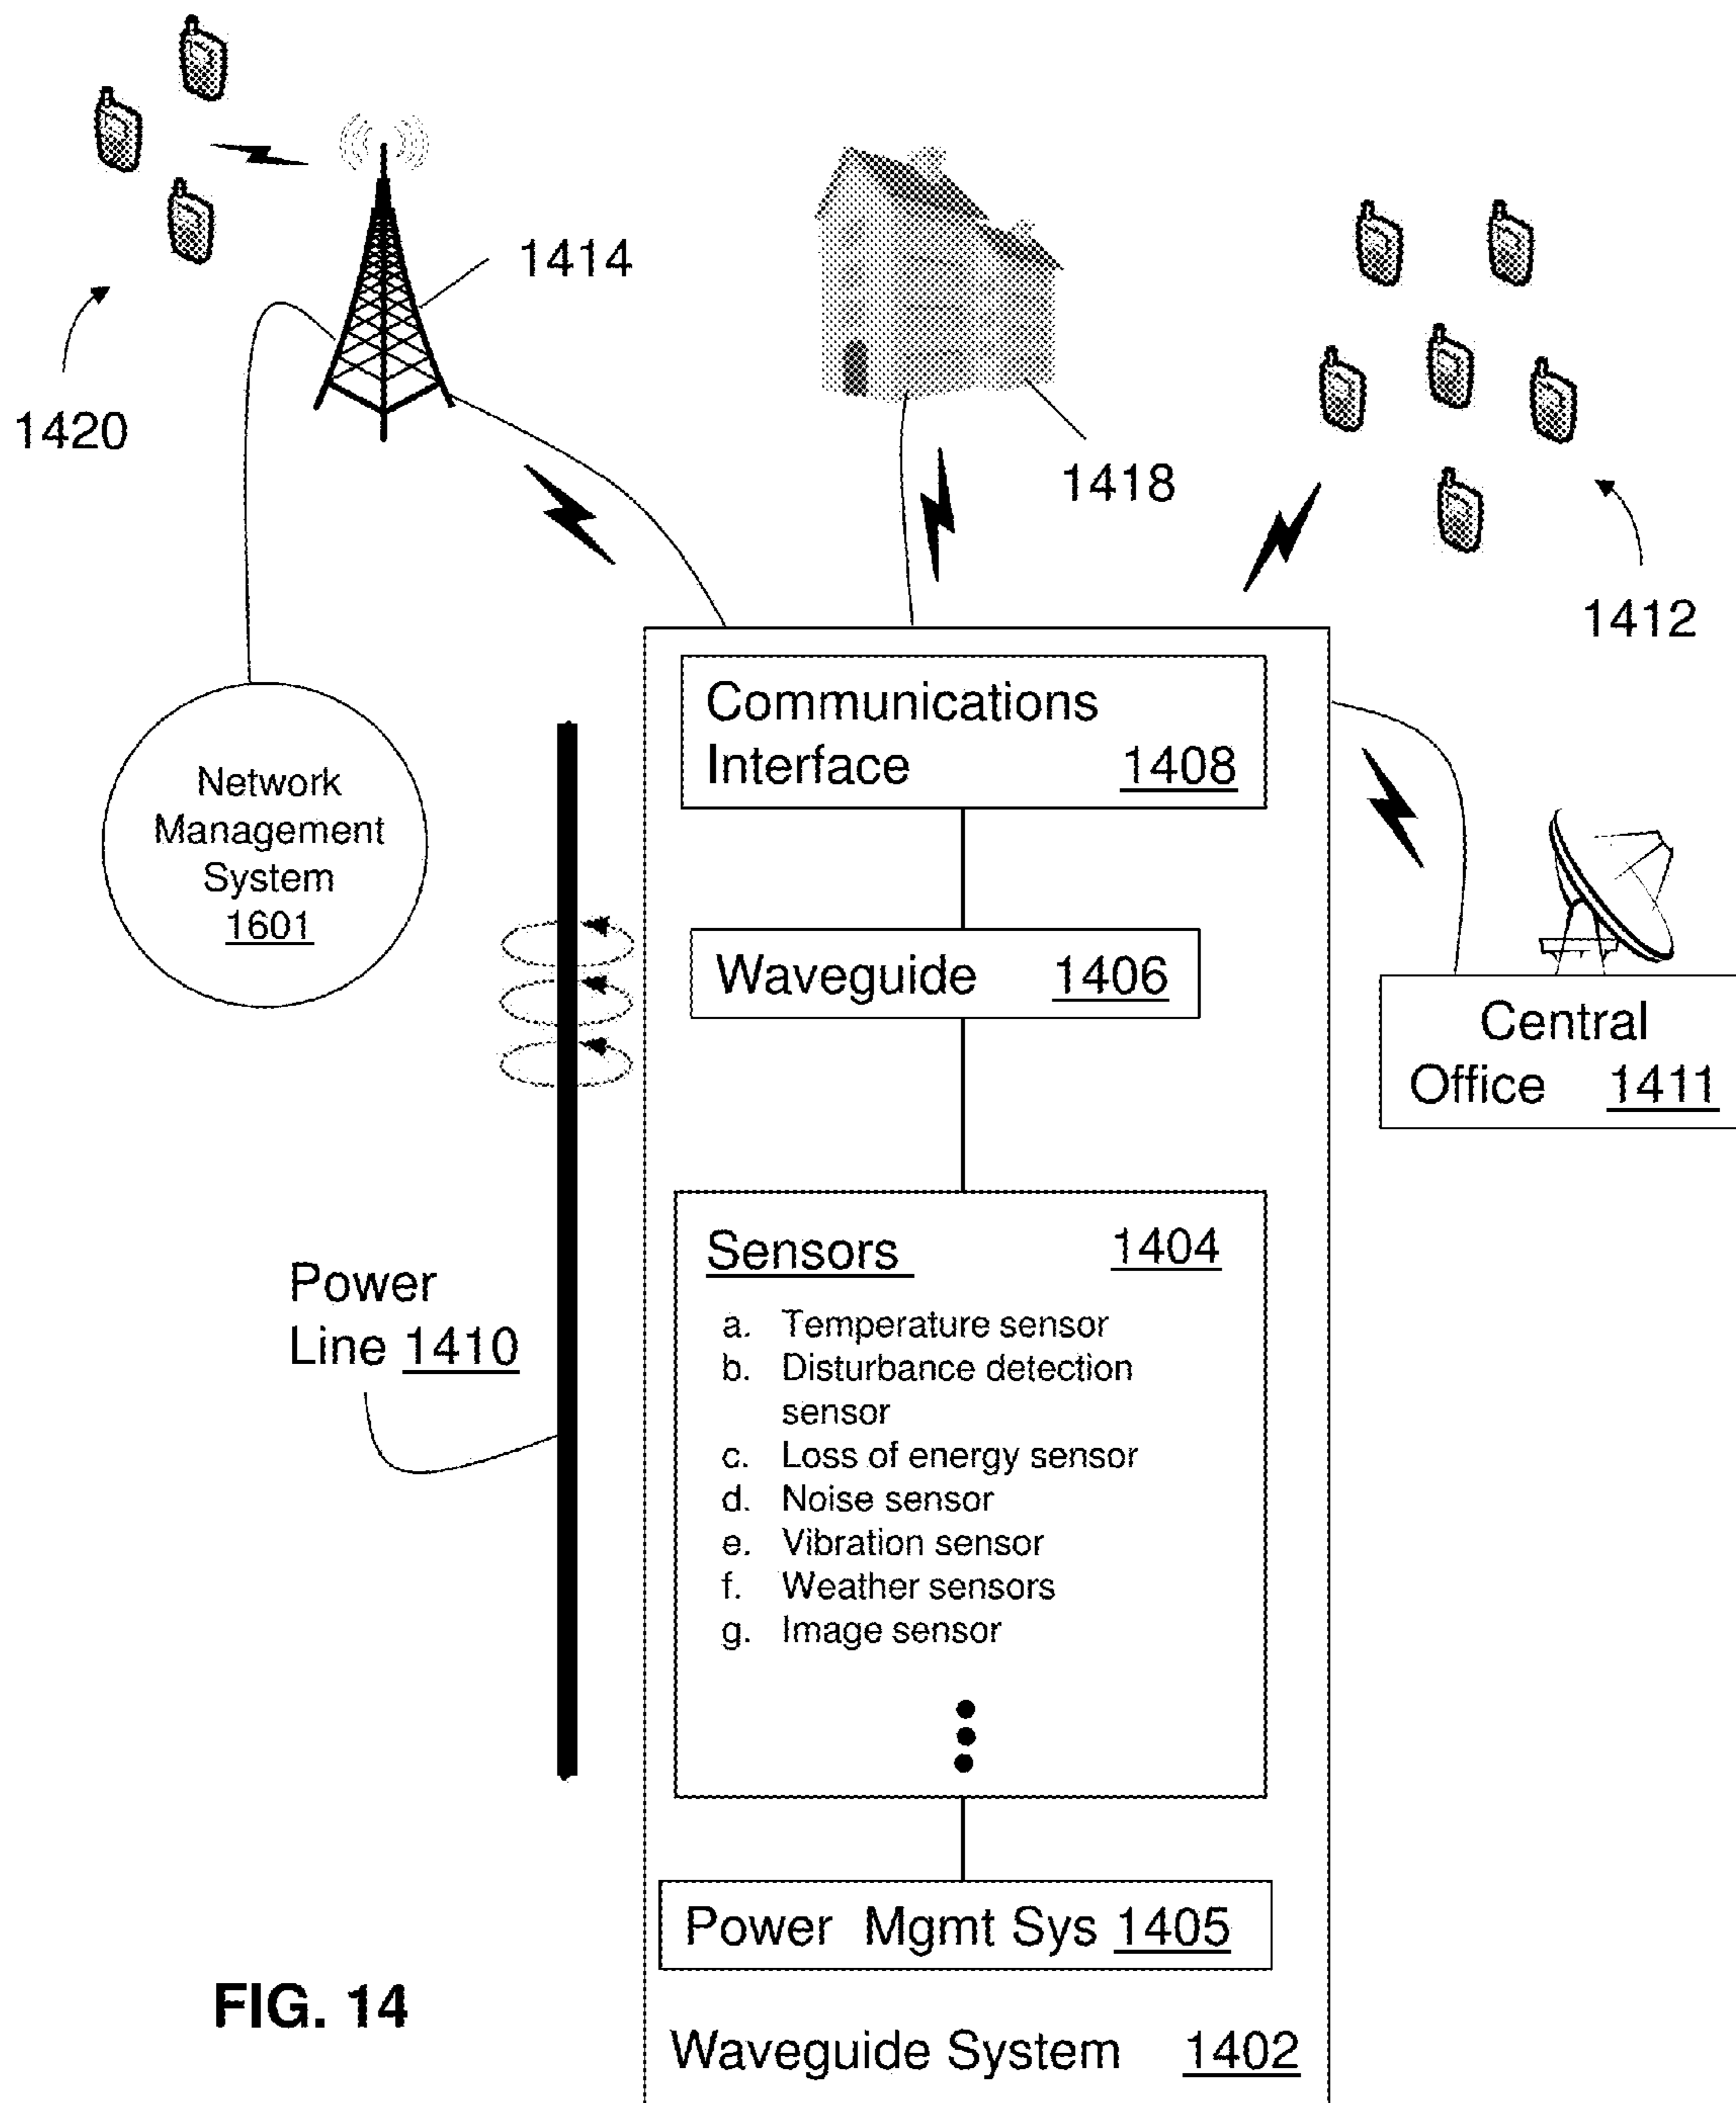 1414
1420
1418
1412
Communications
Interface 1408
Network
Management
System
1601
Waveguide 1406
Central
Office 1411
Sensors 1404
a. Temperature sensor
b. Disturbance detection
sensor
c. Loss of energy sensor
d. Noise sensor
e. Vibration sensor
f. Weather sensors
g. Image sensor
Power
Line 1410
Power Mgmt Sys 1405
FIG. 14
Waveguide System 1402